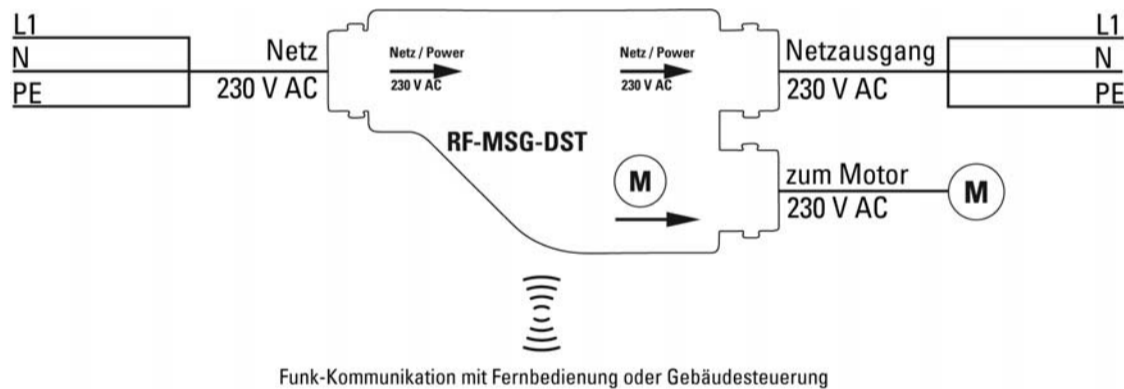 L1
N
PE
Netz
230 V AC
Netz / Power
230 V AC
Netz / Power
230 V AC
RF-MSG-DST
M
Netzausgang
230 V AC
L1
N
PE
zum Motor
230 V AC
M
Funk-Kommunikation mit Fernbedienung oder Gebäudesteuerung